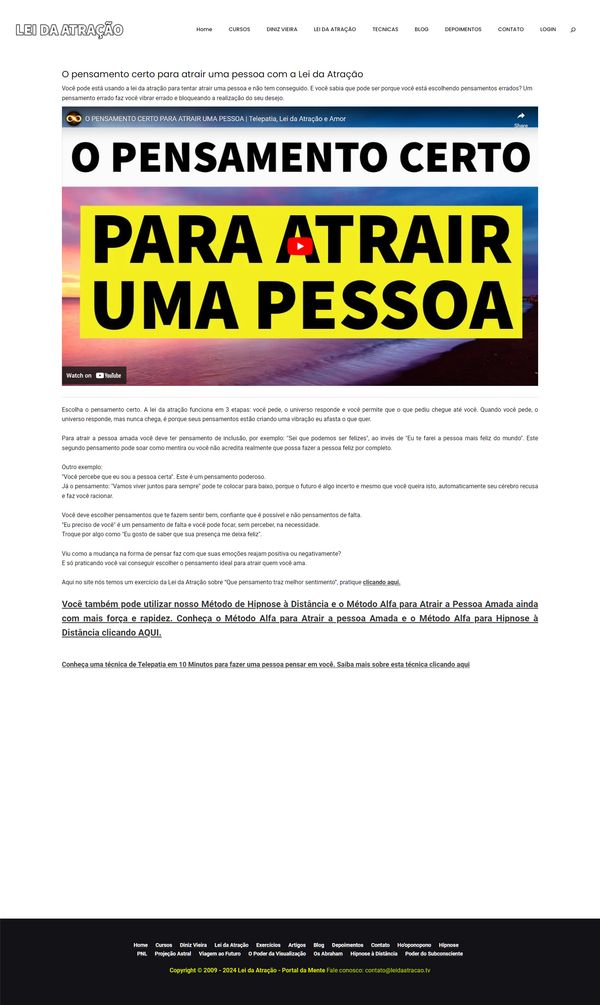 LEI DA ATRAÇÃO
Home CURSOS DINIZ VIEIRA LEI DA ATRAÇÃO TECNICAS BLOG DEPOIMENTOS CONTATO LOGIN
O pensamento certo para atrair uma pessoa com a Lei da Atração
Você pode está usando a lei da atração para tentar atrair uma pessoa e não tem conseguido. E você sabia que pode ser porque você está escolhendo pensamentos errados? Um
pensamento errado faz você vibrar errado e bloqueando a realização do seu desejo.
O PENSAMENTO CERTO PARA ATRAIR UMA PESSOA | Telepatia, Lei da Atração e Amor
Share
O PENSAMENTO CERTO
PARA ATRAIR
UMA PESSOA
Watch on YouTube
Escolha o pensamento certo. A lei da atração funciona em 3 etapas: você pede, o universo responde e você permite que o que pediu chegue até você. Quando você pede, o
universo responde, mas nunca chega, é porque seus pensamentos estão criando uma vibração eu afasta o que quer.
Para atrair a pessoa amada você deve ter pensamento de inclusão, por exemplo: "Sei que podemos ser felizes", ao invés de "Eu te farei a pessoa mais feliz do mundo". Este
segundo pensamento pode soar como mentira ou você não acredita realmente que possa fazer a pessoa feliz por completo.
Outro exemplo:
"Você percebe que eu sou a pessoa certa". Este é um pensamento poderoso.
Já o pensamento: "Vamos viver juntos para sempre" pode te colocar para baixo, porque o futuro é algo incerto e mesmo que você queira isto, automaticamente seu cérebro recusa
e faz você racionar.
Você deve escolher pensamentos que te fazem sentir bem, confiante que é possível e não pensamentos de falta.
"Eu preciso de você" é um pensamento de falta e você pode focar, sem perceber, na necessidade.
Troque por algo como "Eu gosto de saber que sua presença me deixa feliz".
Viu como a mudança na forma de pensar faz com que suas emoções reajam positiva ou negativamente?
E só praticando você vai conseguir escolher o pensamento ideal para atrair quem você ama.
Aqui no site nós temos um exercício da Lei da Atração sobre "Que pensamento traz melhor sentimento", pratique clicando aqui.
Você também pode utilizar nosso Método de Hipnose à Distância e o Método Alfa para Atrair a Pessoa Amada ainda
com mais força e rapidez. Conheça o Método Alfa para Atrair a pessoa Amada e o Método Alfa para Hipnose à
Distância clicando AQUI.
Conheça uma técnica de Telepatia em 10 Minutos para fazer uma pessoa pensar em você. Saiba mais sobre esta técnica clicando aqui
Home Cursos Diniz Vieira Lei da Atração Exercícios Artigos Blog Depoimentos Contato Ho'oponopono Hipnose
PNL Projeção Astral Viagem ao Futuro O Poder da Visualização Os Abraham Hipnose à Distância Poder do Subconsciente
Copyright © 2009 - 2024 Lei da Atração - Portal da Mente Fale conosco: contato@leidaatracao.tv